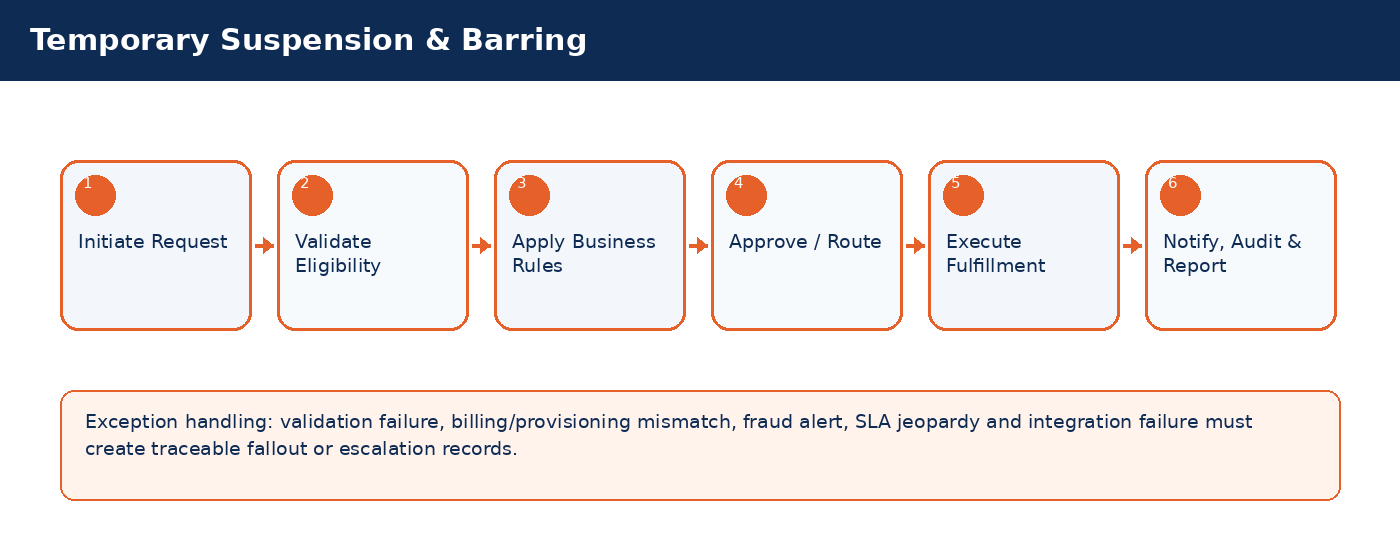 Temporary Suspension & Barring
1
Initiate Request
2
Validate
Eligibility
3
Apply Business
Rules
4
Approve / Route
5
Execute
Fulfillment
6
Notify, Audit &
Report
Exception handling: validation failure, billing/provisioning mismatch, fraud alert, SLA jeopardy and integration failure must
create traceable fallout or escalation records.